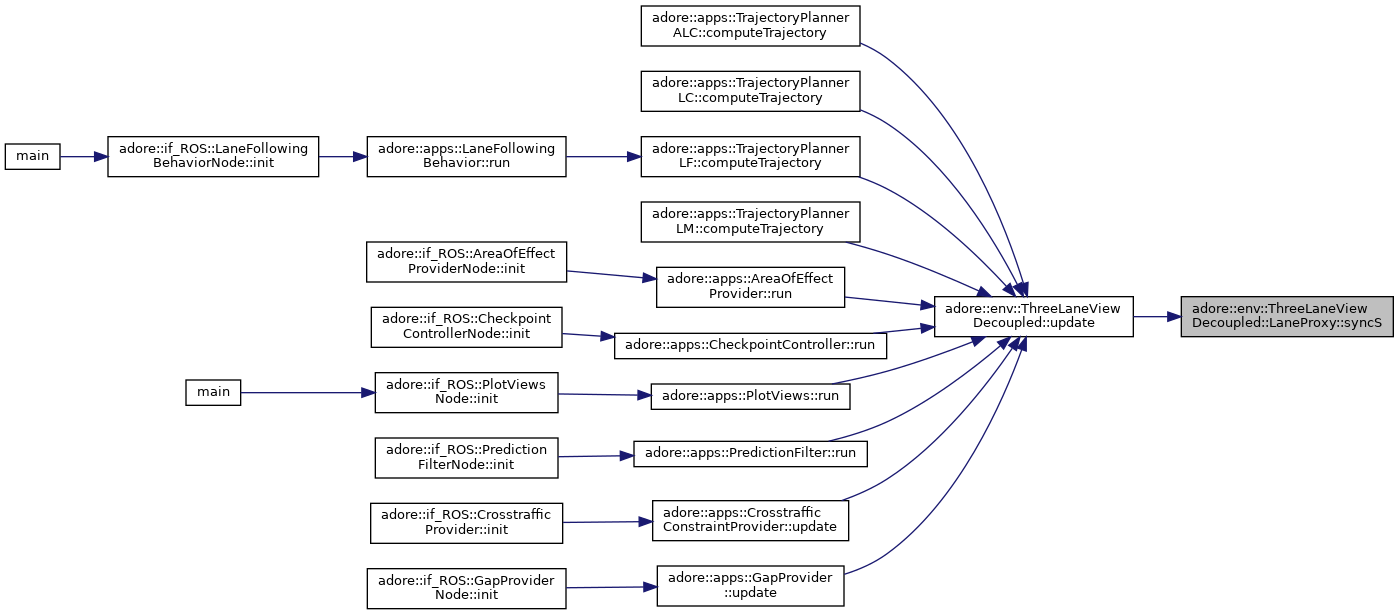 adore::apps::TrajectoryPlanner
ALC::computeTrajectory
adore::apps::TrajectoryPlanner
LC::computeTrajectory
main
adore::if_ROS::LaneFollowing
BehaviorNode::init
adore::apps::LaneFollowing
Behavior::run
adore::apps::TrajectoryPlanner
LF::computeTrajectory
adore::apps::TrajectoryPlanner
LM::computeTrajectory
adore::if_ROS::AreaOfEffect
ProviderNode::init
adore::apps::AreaOfEffect
Provider::run
adore::env::ThreeLaneView
Decoupled::update
adore::env::ThreeLaneView
Decoupled::LaneProxy::syncS
adore::if_ROS::Checkpoint
ControllerNode::init
adore::apps::CheckpointController::run
main
adore::if_ROS::PlotViews
Node::init
adore::apps::PlotViews::run
adore::if_ROS::Prediction
FilterNode::init
adore::apps::PredictionFilter::run
adore::if_ROS::Crosstraffic
Provider::init
adore::apps::Crosstraffic
ConstraintProvider::update
adore::if_ROS::GapProvider
Node::init
adore::apps::GapProvider
::update